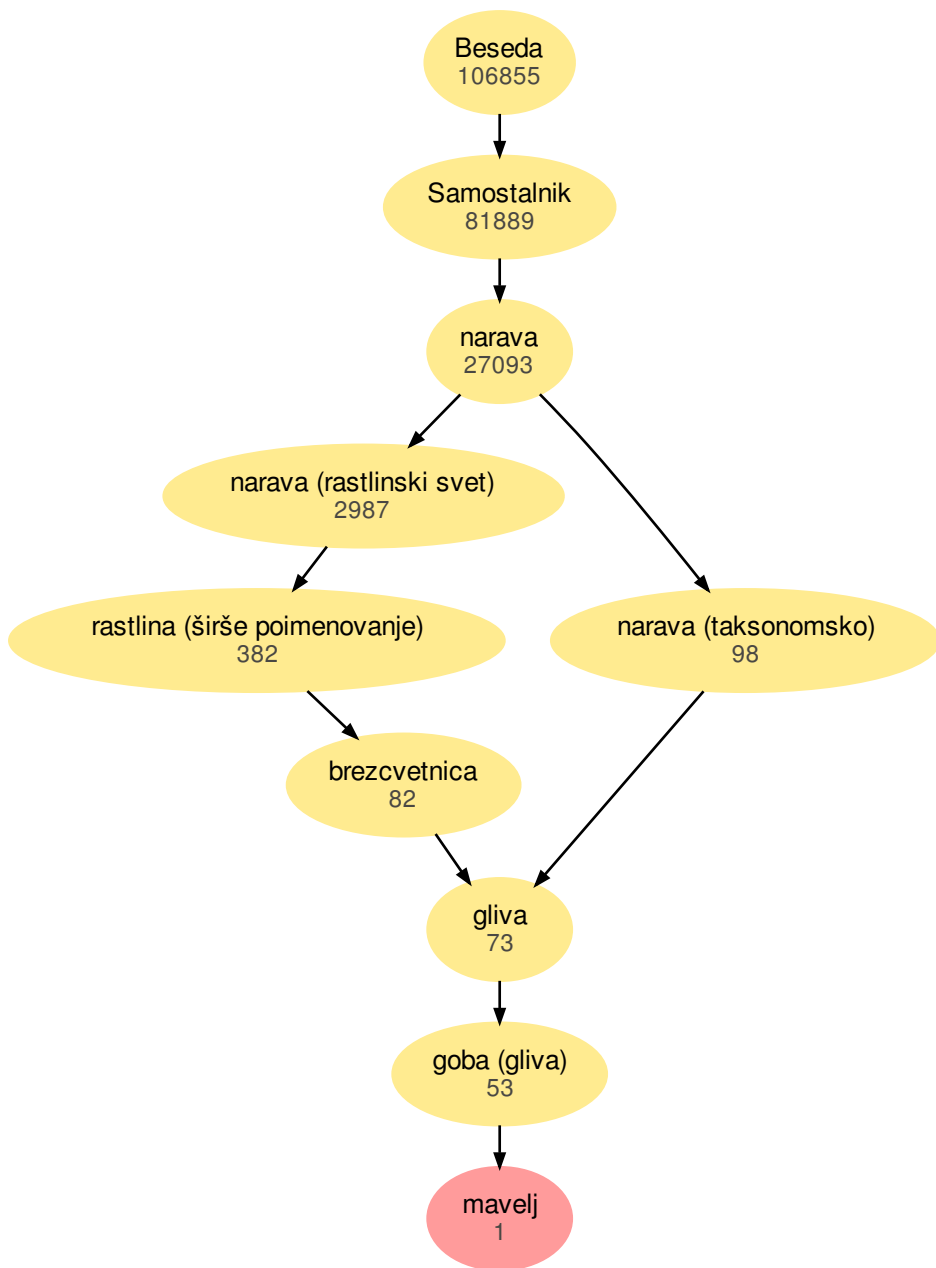 Beseda
106855
Samostalnik
81889
narava
27093
narava (rastlinski svet)
2987
rastlina (širše poimenovanje)
382
narava (taksonomsko)
98
brezcvetnica
82
gliva
73
goba (gliva)
53
mavelj
1